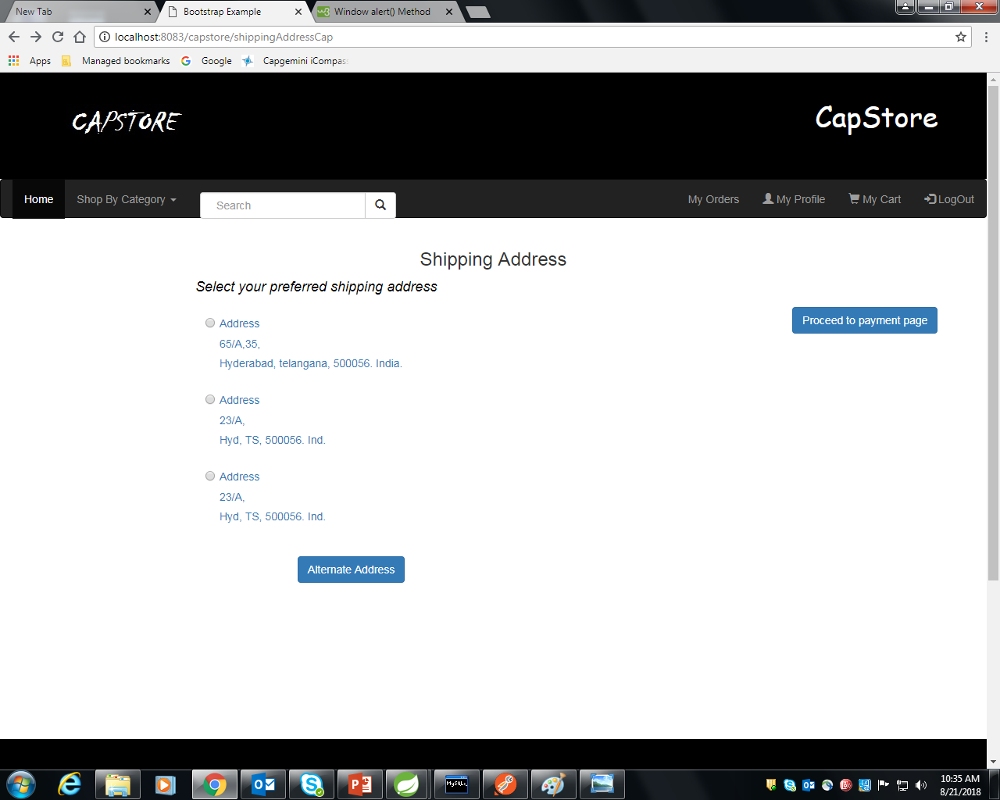 New Tab
Bootstrap Example
Window alert() Method
localhost:8083/capstore/shippingAddressCap
Apps
Managed bookmarks
Google
Capgemini iCompas
CAPSTORE
CapStore
Home
Shop By Category
Search
My Orders
My Profile
My Cart
LogOut
Shipping Address
Select your preferred shipping address
Proceed to payment page
Address
65/A,35,
Hyderabad, telangana, 500056. India.
Address
23/A,
Hyd, TS, 500056. Ind.
Address
23/A,
Hyd, TS, 500056. Ind.
Alternate Address
MySQL
10:35 AM
8/21/2018